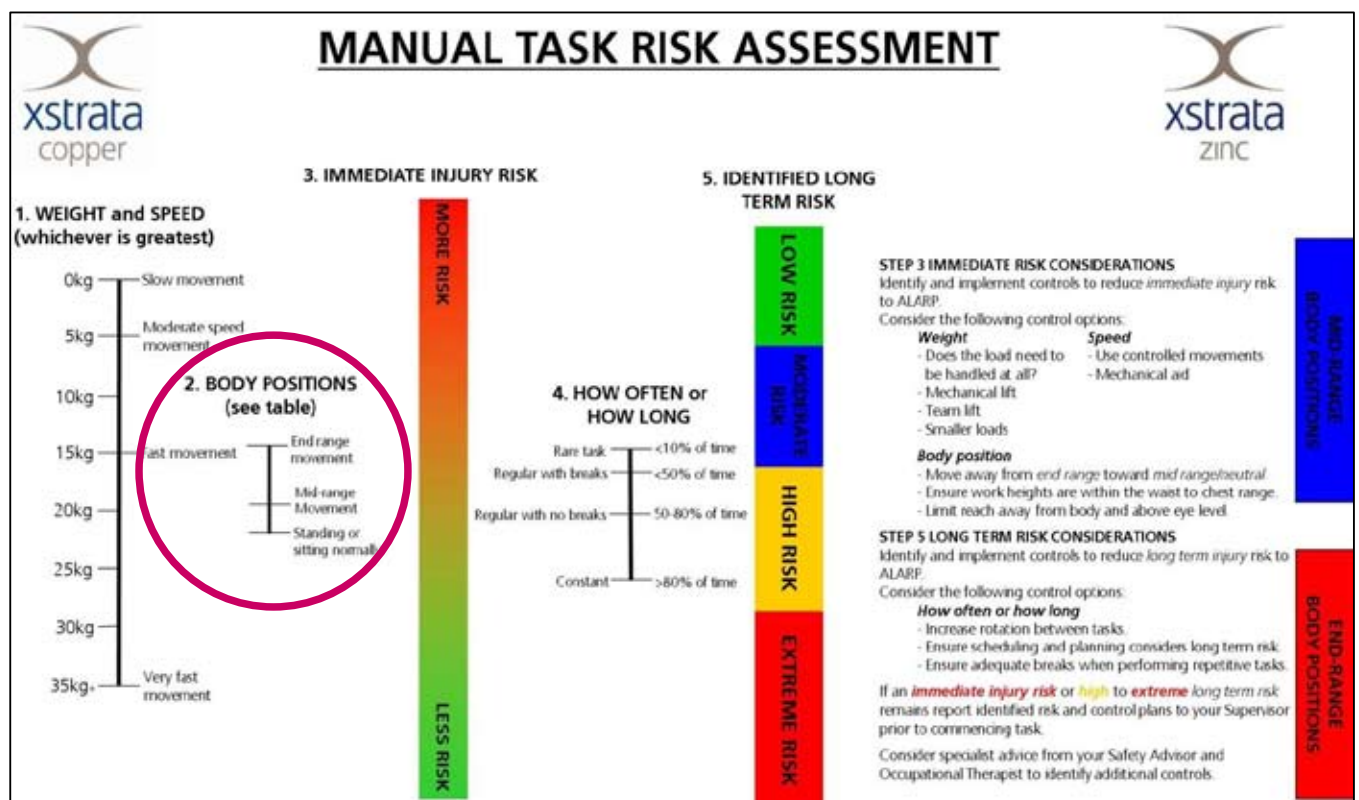 MANUAL TASK RISK ASSESSMENT
xstrata
copper
xstrata
zinc
1. WEIGHT and SPEED
(whichever is greatest)
0kg
Slow movement
5kg
Moderate speed
movement
10kg
15kg
Fast movement
20kg
25kg
30kg
35kg+
Very fast
movement
2. BODY POSITIONS
(see table)
End range
movement
Mid-range
Movement
Standing or
sitting normally
3. IMMEDIATE INJURY RISK
MORE RISK
LESS RISK
4. HOW OFTEN or
HOW LONG
Rare task
<10% of time
Regular with breaks
<50% of time
Regular with no breaks
50-80% of time
Constant
>80% of time
5. IDENTIFIED LONG
TERM RISK
LOW RISK
MODERATE
RISK
HIGH RISK
EXTREME RISK
STEP 3 IMMEDIATE RISK CONSIDERATIONS
Identify and implement controls to reduce immediate injury risk
to ALARP.
Consider the following control options:
Weight
- Does the load need to
be handled at all?
- Mechanical lift
- Team lift
- Smaller loads
Speed
- Use controlled movements
- Mechanical aid
Body position
- Move away from end range toward mid range/neutral.
- Ensure work heights are within the waist to chest range.
- Limit reach away from body and above eye level
STEP 5 LONG TERM RISK CONSIDERATIONS
Identify and implement controls to reduce long term injury risk to
ALARP.
Consider the following control options:
How often or how long
- Increase rotation between tasks.
- Ensure scheduling and planning considers long term risk
- Ensure adequate breaks when performing repetitive tasks.
If an immediate injury risk or high to extreme long term risk
remains report identified risk and control plans to your Supervisor
prior to commencing task.
Consider specialist advice from your Safety Advisor and
Occupational Therapist to identify additional controls.
MID-RANGE
BODY POSITIONS
END-RANGE
BODY POSITIONS